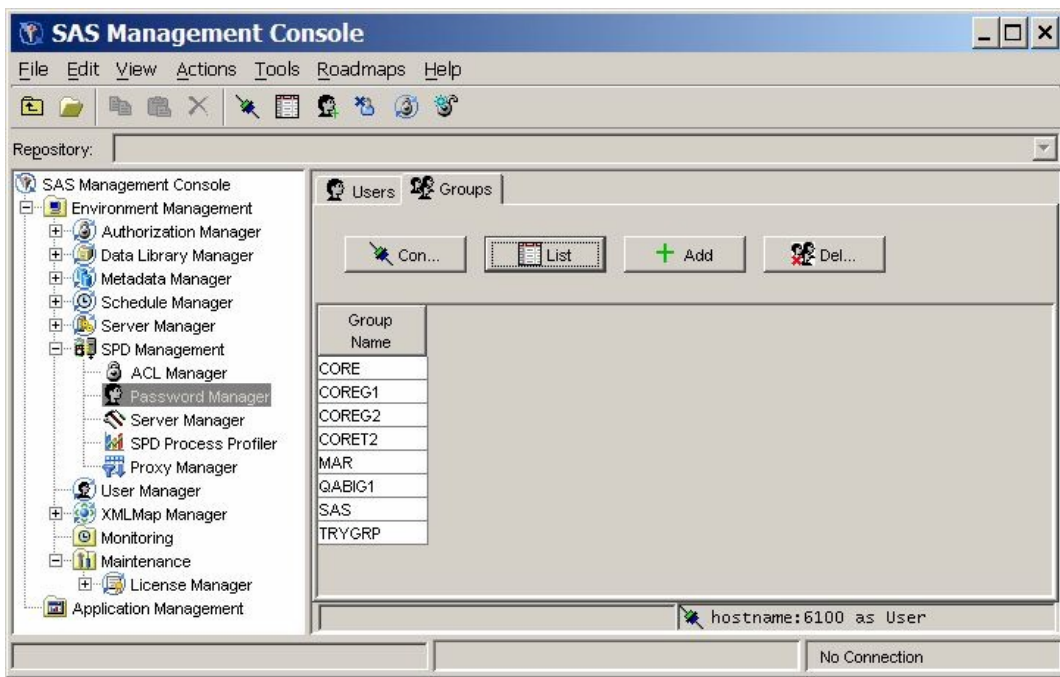 SAS Management Console
File Edit View Actions Tools Roadmaps Help
Repository:
SAS Management Console
Environment Management
Authorization Manager
Data Library Manager
Metadata Manager
Schedule Manager
Server Manager
SPD Management
ACL Manager
Password Manager
Server Manager
SPD Process Profiler
Proxy Manager
User Manager
XMLMap Manager
Monitoring
Maintenance
License Manager
Application Management
Users Groups
Con... List Add Del...
Group
Name
CORE
COREG1
COREG2
CORET2
MAR
QABIG1
SAS
TRYGRP
hostname:6100 as User
No Connection